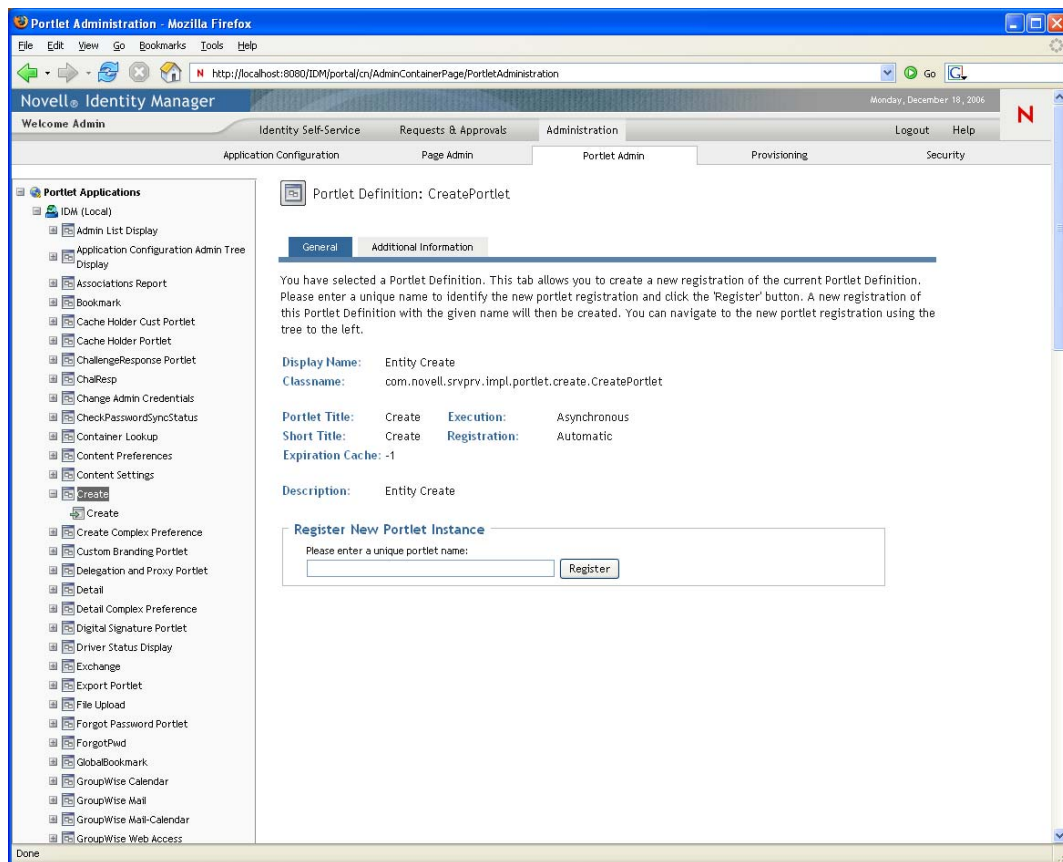 Portlet Administration - Mozilla Firefox
File Edit View Go Bookmarks Tools Help
N http://localhost:8080/IDM/portal/cn/AdminContainerPage/PortletAdministration Go G
Novell® Identity Manager Monday, December 18, 2006
N
Welcome Admin Identity Self-Service Requests & Approvals Administration Logout Help
Application Configuration Page Admin Portlet Admin Provisioning Security
Portlet Applications
IDM (Local)
Admin List Display
Application Configuration Admin Tree
Display
Associations Report
Bookmark
Cache Holder Cust Portlet
Cache Holder Portlet
ChallengeResponse Portlet
ChalResp
Change Admin Credentials
CheckPasswordSyncStatus
Container Lookup
Content Preferences
Content Settings
Create
Create
Create Complex Preference
Custom Branding Portlet
Delegation and Proxy Portlet
Detail
Detail Complex Preference
Digital Signature Portlet
Driver Status Display
Exchange
Export Portlet
File Upload
Forgot Password Portlet
ForgotPwd
GlobalBookmark
GroupWise Calendar
GroupWise Mail
GroupWise Mail-Calendar
GroupWise Web Access
Portlet Definition: CreatePortlet
General Additional Information
You have selected a Portlet Definition. This tab allows you to create a new registration of the current Portlet Definition.
Please enter a unique name to identify the new portlet registration and click the 'Register' button. A new registration of
this Portlet Definition with the given name will then be created. You can navigate to the new portlet registration using the
tree to the left.
Display Name: Entity Create
Classname: com.novell.srvprv.impl.portlet.create.CreatePortlet
Portlet Title: Create Execution: Asynchronous
Short Title: Create Registration: Automatic
Expiration Cache: -1
Description: Entity Create
Register New Portlet Instance
Please enter a unique portlet name:
Register
Done